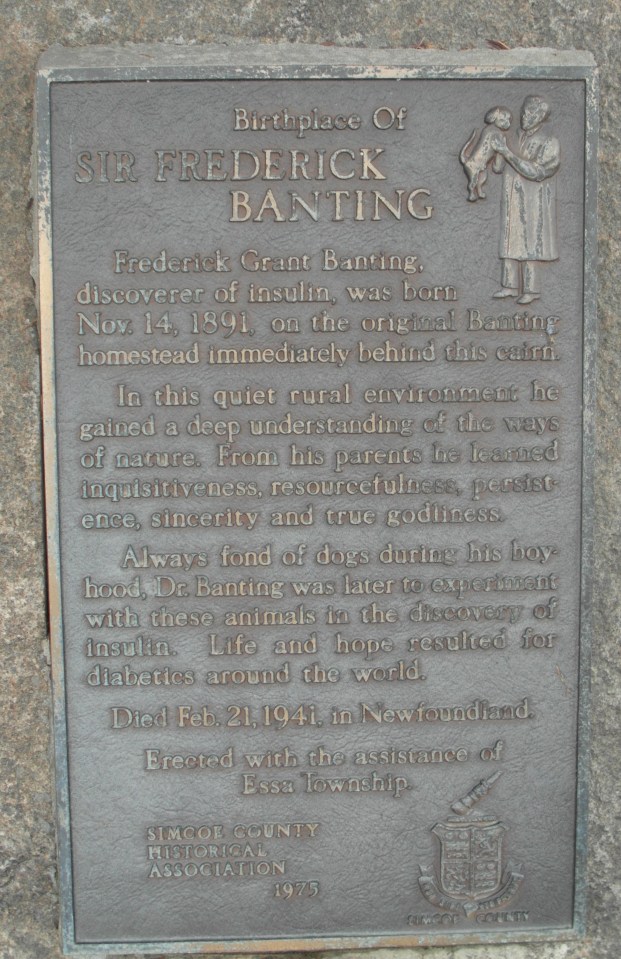 Birthplace Of
SIR FREDERICK
BANTING
Frederick Grant Banting,
discoverer of insulin, was born
Nov. 14, 1891, on the original Banting
homestead immediately behind this cairn.
In this quiet rural environment he
gained a deep understanding of the ways
of nature. From his parents he learned
inquisitiveness, resourcefulness, persist-
ence, sincerity and true godliness.
Always fond of dogs during his boy-
hood, Dr. Banting was later to experiment
with these animals in the discovery of
insulin. Life and hope resulted for
diabetics around the world.
Died Feb. 21, 1941, in Newfoundland.
Erected with the assistance of
Essa Township.
SIMCOE COUNTY
HISTORICAL
ASSOCIATION
1975
SIMCOE COUNTY